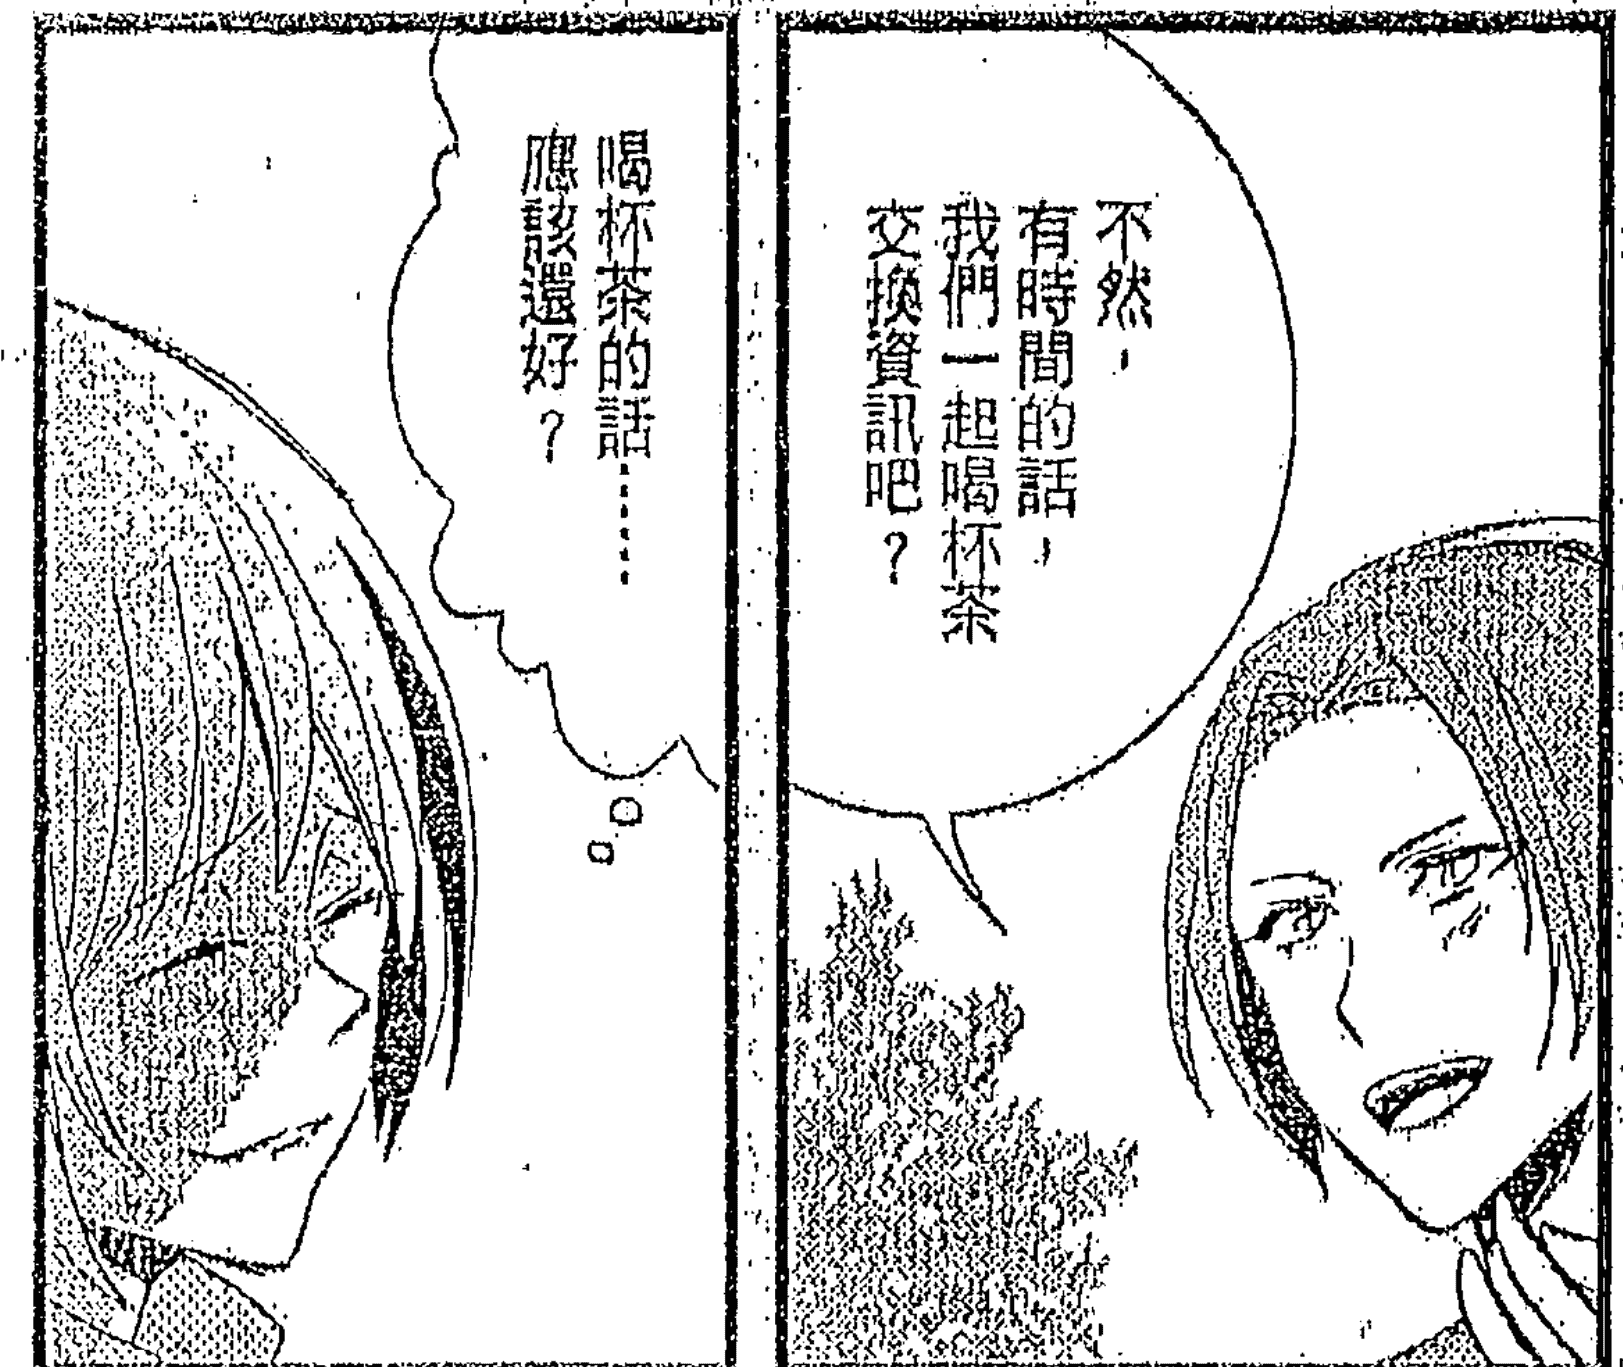 不然，
有時間的話，
我們一起喝杯茶
交換資訊吧？
喝杯茶的話……
應該還好？